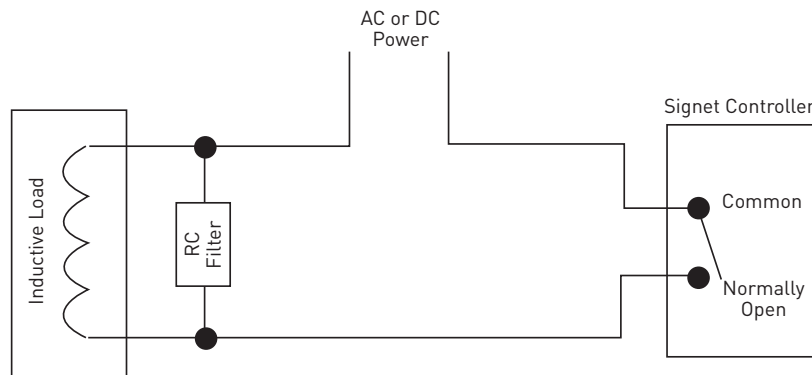 AC or DC
Power
Signet Controller
Inductive Load
RC
Filter
Common
Normally
Open